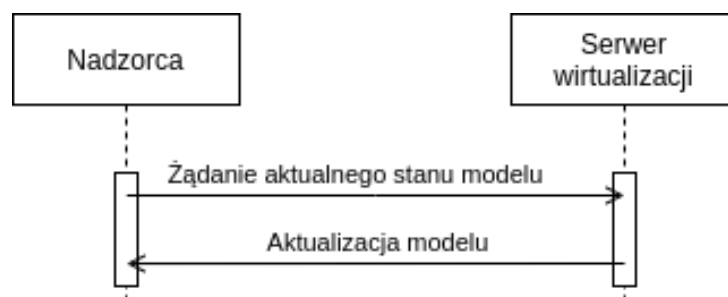 Nadzorca
Serwer
wirtualizacji
Żądanie aktualnego stanu modelu
Aktualizacja modelu